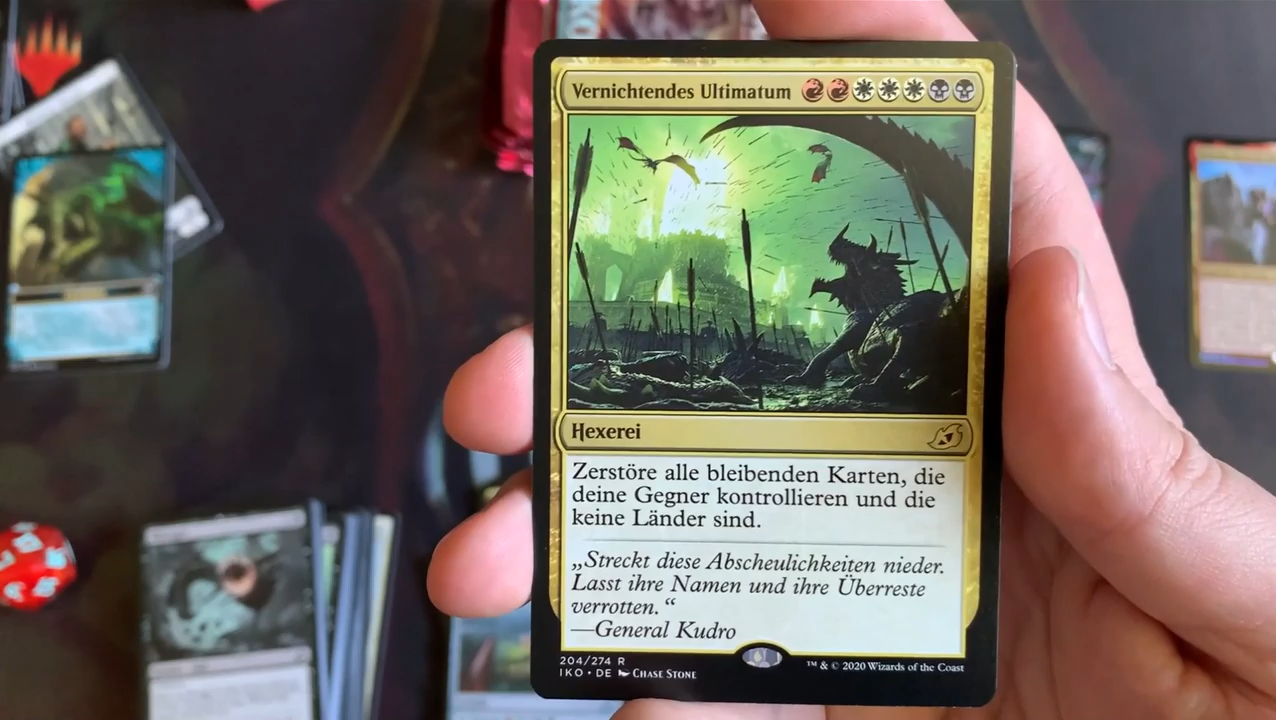 Vernichtendes Ultimatum
Hexerei
Zerstöre alle bleibenden Karten, die
deine Gegner kontrollieren und die
keine Länder sind.
„Streckt diese Abscheulichkeiten nieder.
Lasst ihre Namen und ihre Überreste
verrotten.“
—General Kudro
204/274 R
IKO • DE Chase Stone
™ & © 2020 Wizards of the Coast